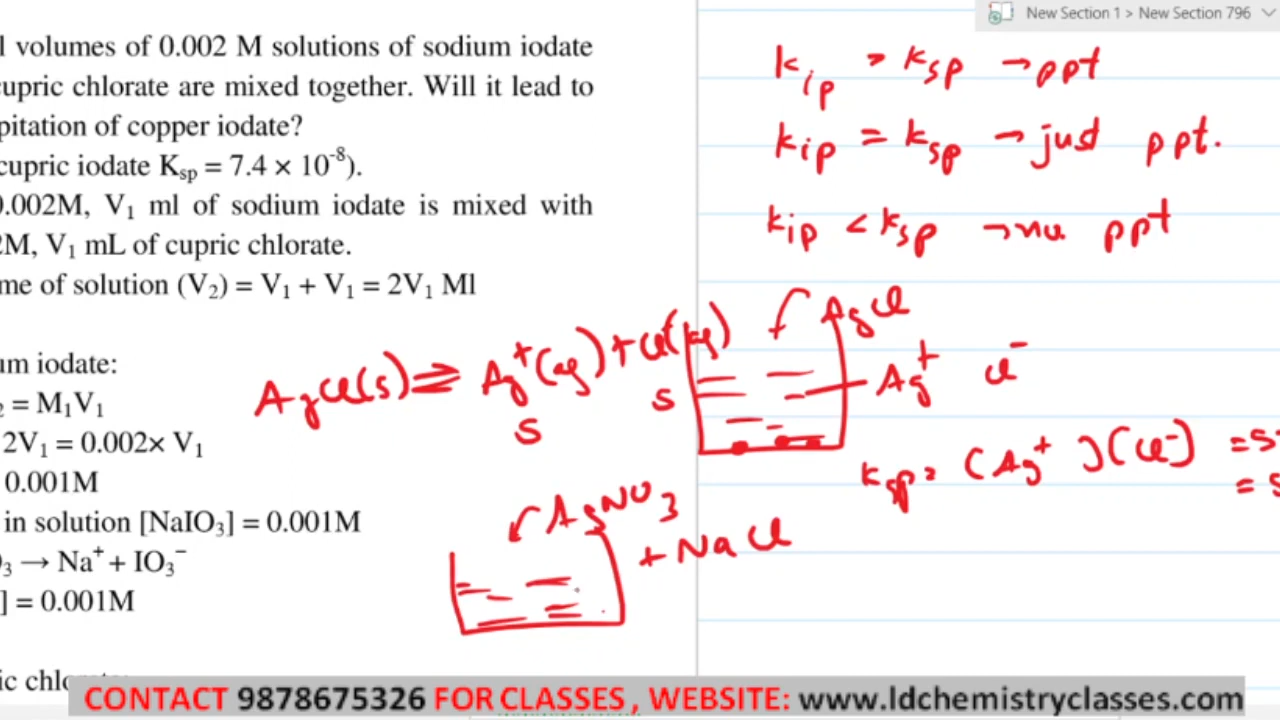 New Section 1 > New Section 796
l volumes of 0.002 M solutions of sodium iodate
cupric chlorate are mixed together. Will it lead to
pitation of copper iodate?
cupric iodate Ksp = 7.4 × 10⁻⁸).
0.002M, V₁ ml of sodium iodate is mixed with
2M, V₁ mL of cupric chlorate.
me of solution (V₂) = V₁ + V₁ = 2V₁ Ml
um iodate:
₂ = M₁V₁
2V₁ = 0.002× V₁
0.001M
in solution [NaIO₃] = 0.001M
O₃ → Na⁺ + IO₃⁻
] = 0.001M
ric chlorate:
Kip > Ksp → ppt
Kip = Ksp → just ppt.
Kip < Ksp → no ppt
AgCl
AgCl(s) ⇌ Ag⁺(aq) + Cl⁻(aq)
S S
Ag⁺ Cl⁻
Ksp = (Ag⁺)(Cl⁻) = S
= S
AgNO₃
+ NaCl
CONTACT 9878675326 FOR CLASSES , WEBSITE: www.ldchemistryclasses.com